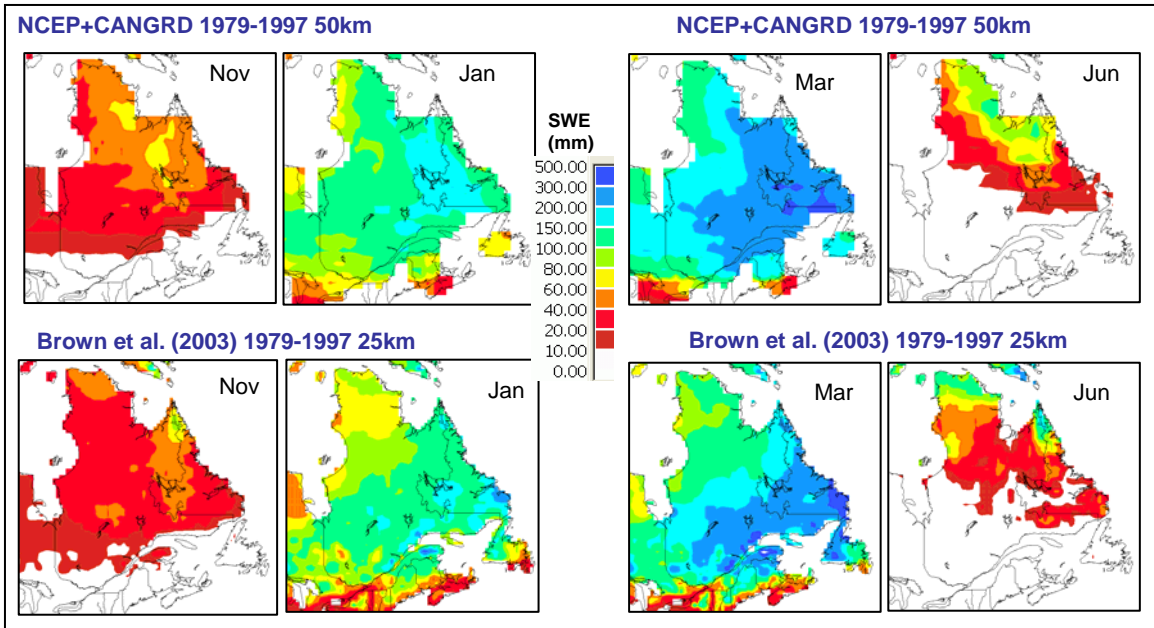 NCEP+CANGRD 1979-1997 50km
NCEP+CANGRD 1979-1997 50km
Nov
Jan
Mar
Jun
SWE
(mm)
500.00
300.00
200.00
150.00
100.00
80.00
60.00
40.00
20.00
10.00
0.00
Brown et al. (2003) 1979-1997 25km
Brown et al. (2003) 1979-1997 25km
Nov
Jan
Mar
Jun